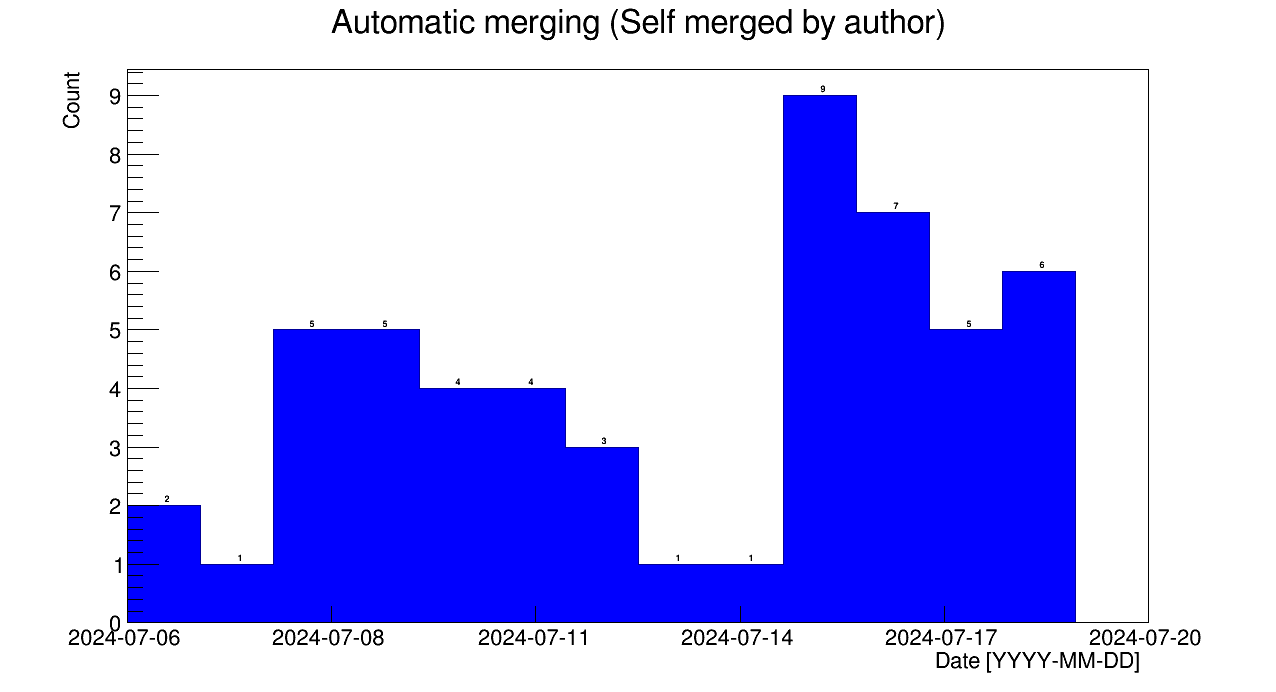 Automatic merging (Self merged by author)
Count
9
8
7
6
5
4
3
2
1
0
2 1 5 5 4 4 3 1 1 9 7 5 6
2024-07-06 2024-07-08 2024-07-11 2024-07-14 2024-07-17 2024-07-20
Date [YYYY-MM-DD]